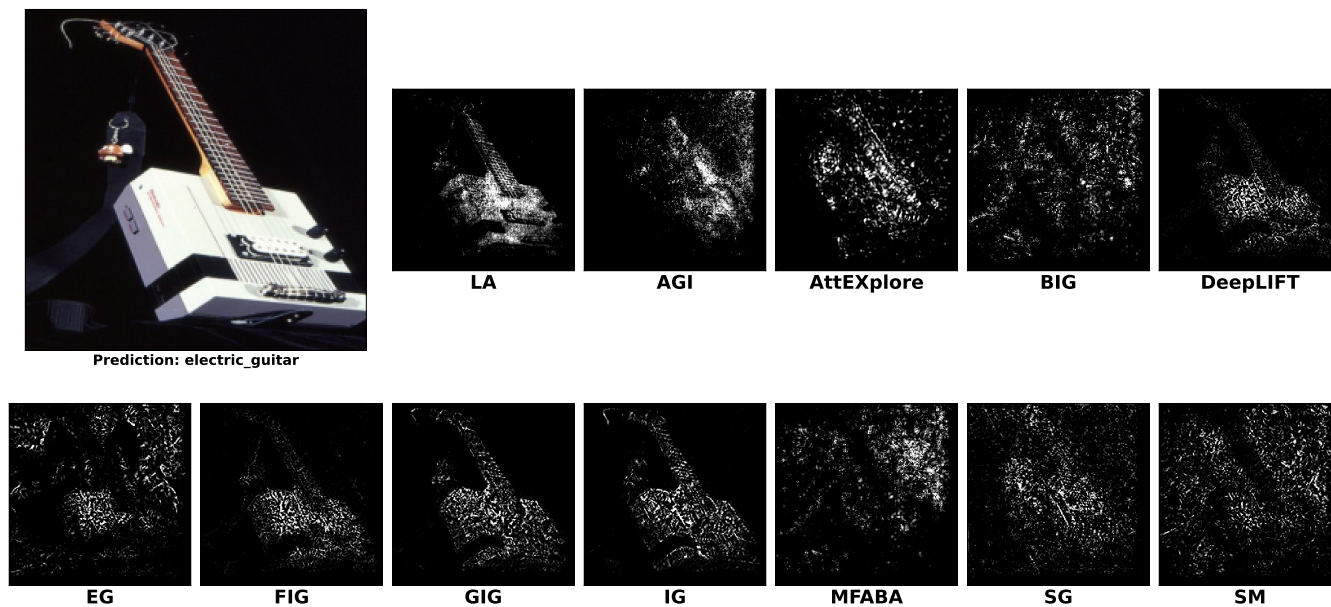 Prediction: electric_guitar
LA
AGI
AttEXplore
BIG
DeepLIFT
EG
FIG
GIG
IG
MFABA
SG
SM